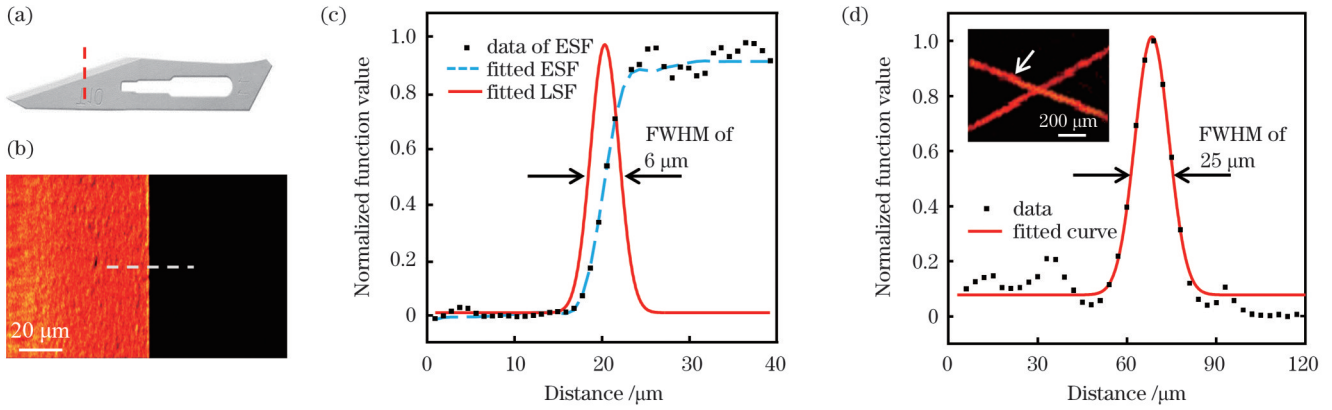 (a)
(b)
20 μm
(c)
Normalized function value
1.0
0.8
0.6
0.4
0.2
0
data of ESF
fitted ESF
fitted LSF
FWHM of
6 μm
0
10
20
30
40
Distance /μm
(d)
Normalized function value
1.0
0.8
0.6
0.4
0.2
0
200 μm
FWHM of
25 μm
data
fitted curve
0
30
60
90
120
Distance /μm